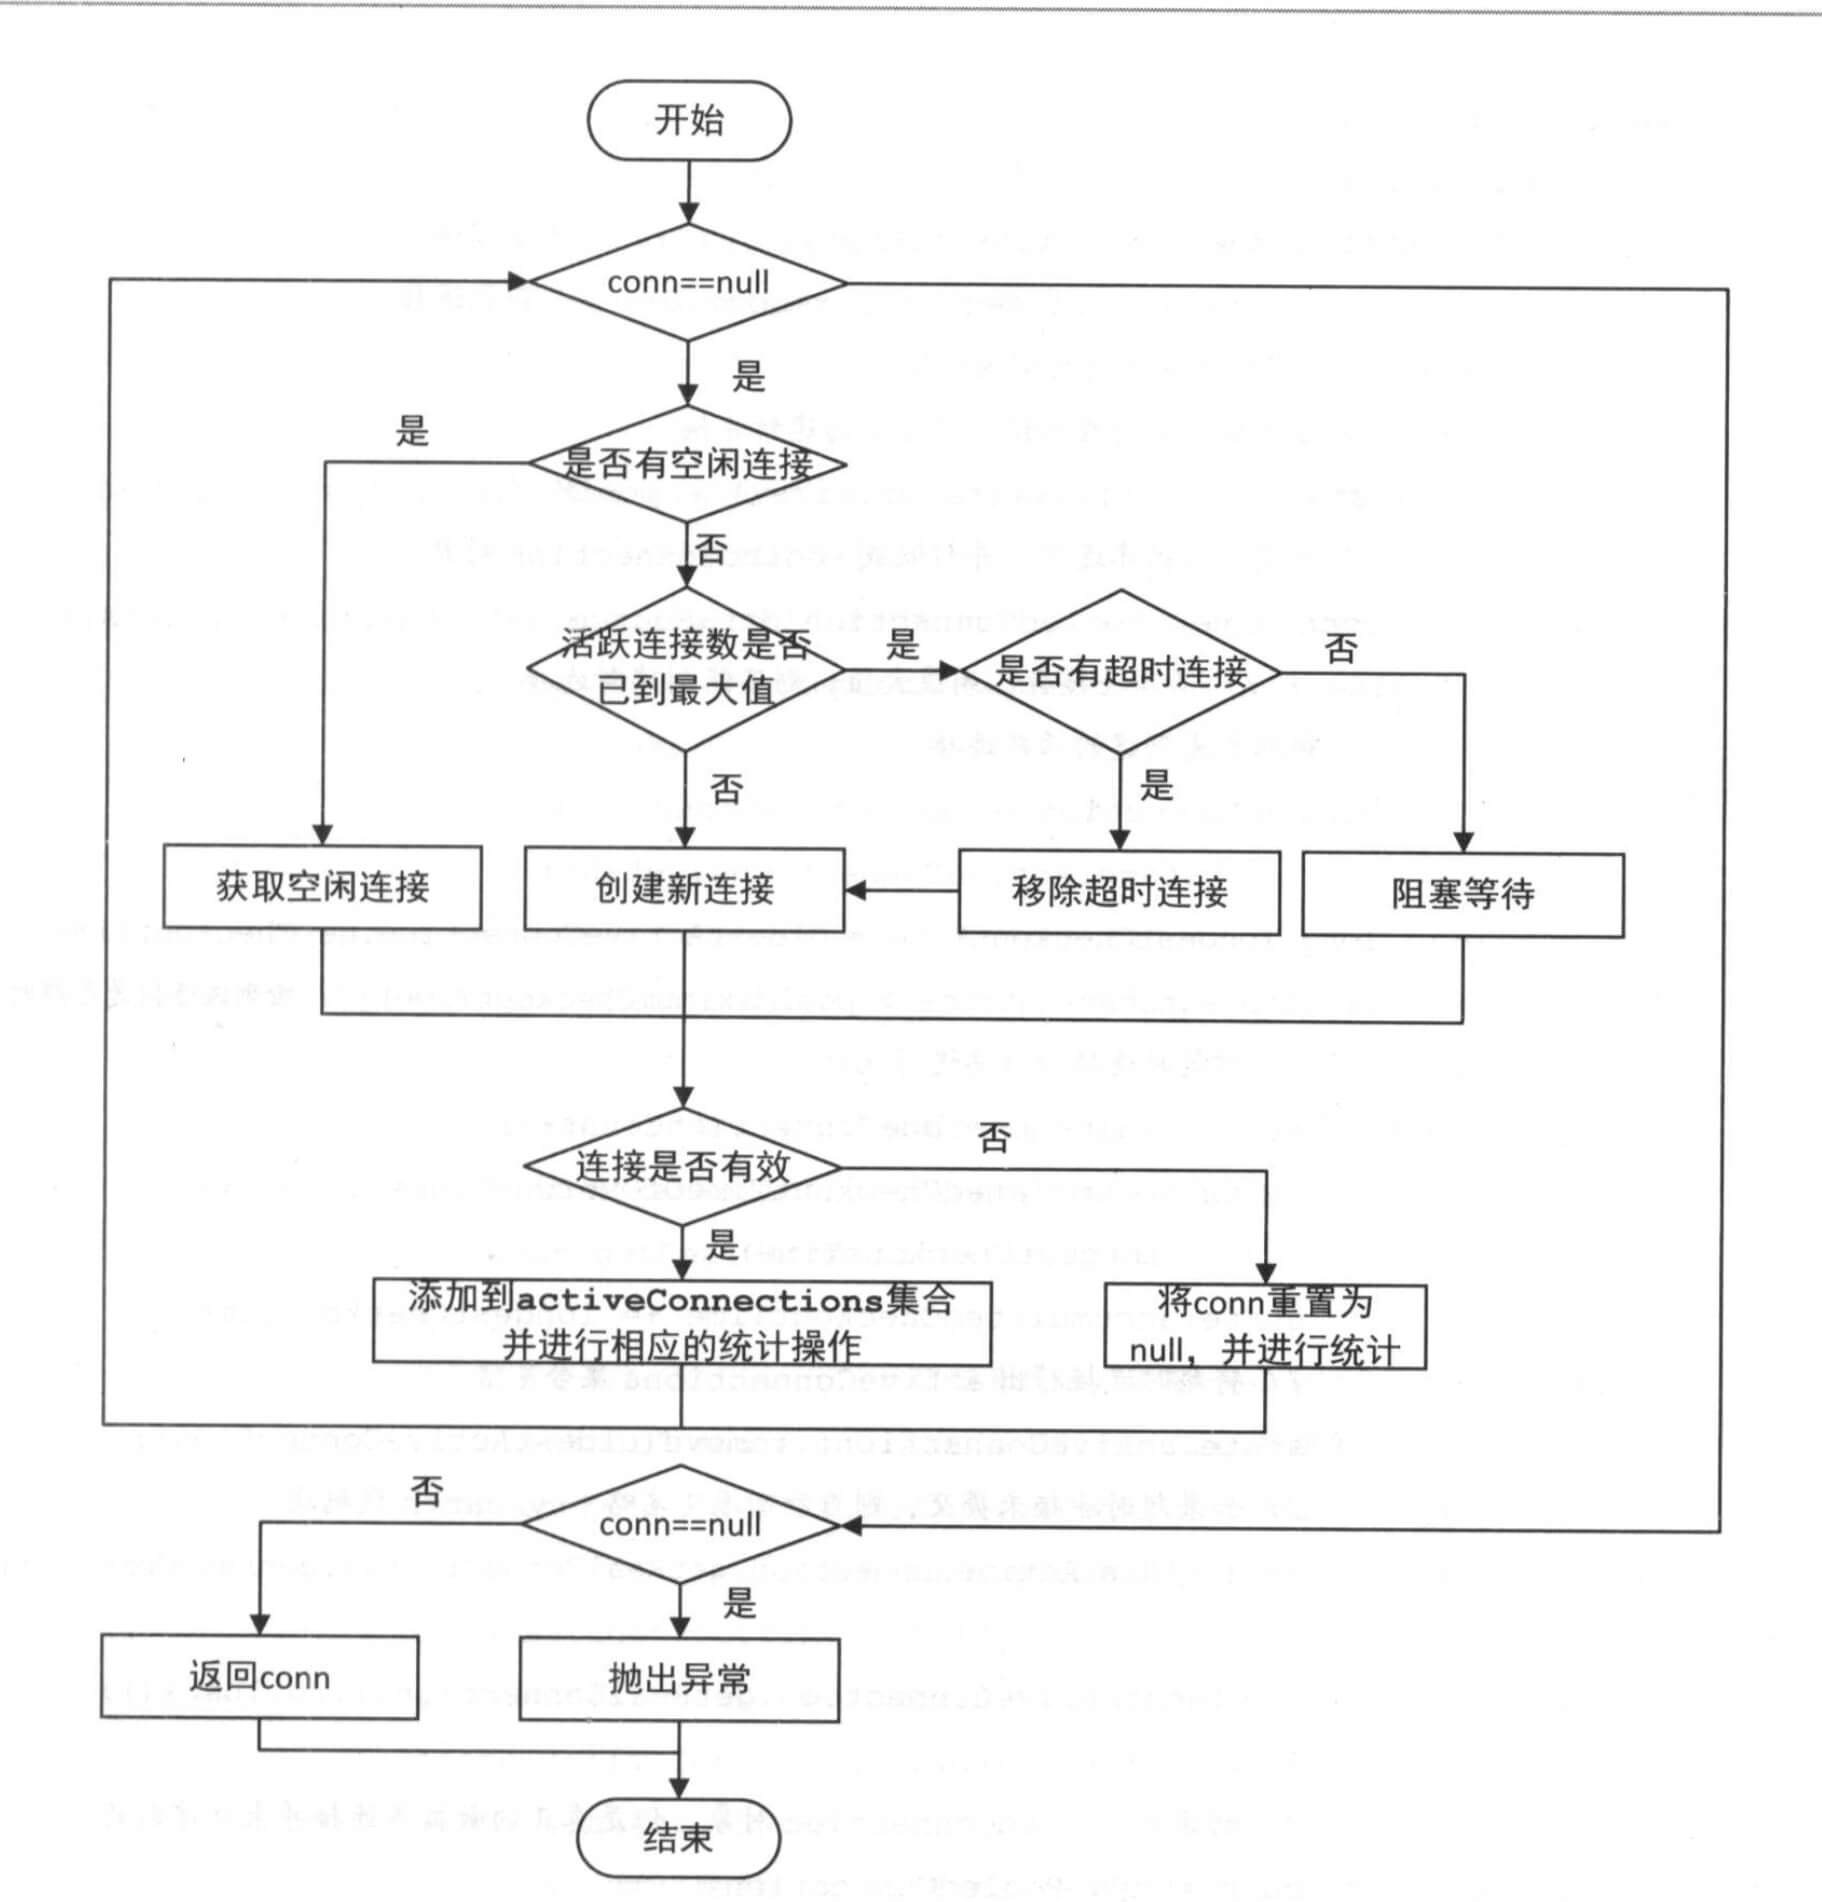 开始
conn==null
是
是
是否有空闲连接
否
活跃连接数是否
已到最大值
是
是否有超时连接
否
否
是
获取空闲连接
创建新连接
移除超时连接
阻塞等待
连接是否有效
否
是
添加到activeConnections集合
并进行相应的统计操作
将conn重置为
null，并进行统计
否
conn==null
是
返回conn
抛出异常
结束